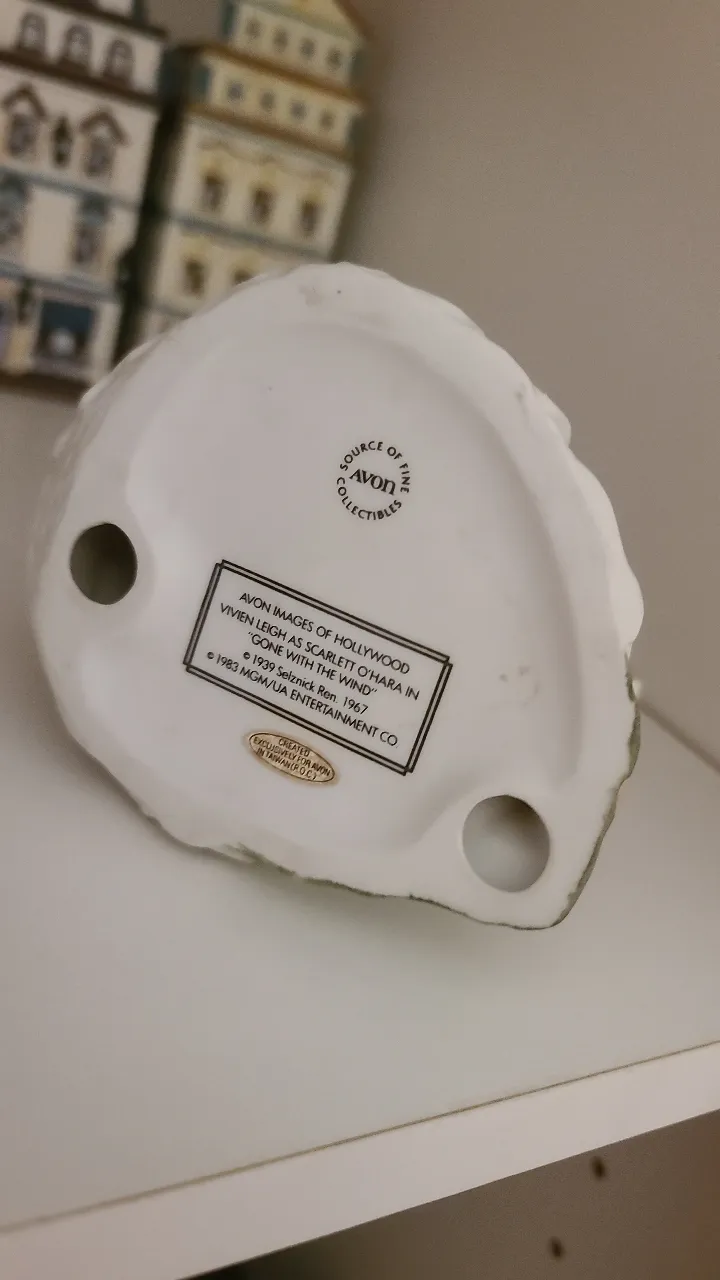 SOURCE OF FINE
AVON
COLLECTIBLES
AVON IMAGES OF HOLLYWOOD
VIVIEN LEIGH AS SCARLETT O'HARA IN
"GONE WITH THE WIND"
© 1939 Selznick Ren. 1967
© 1983 MGM/UA ENTERTAINMENT CO
CREATED
EXCLUSIVELY FOR AVON
IN TAIWAN (R.O.C.)